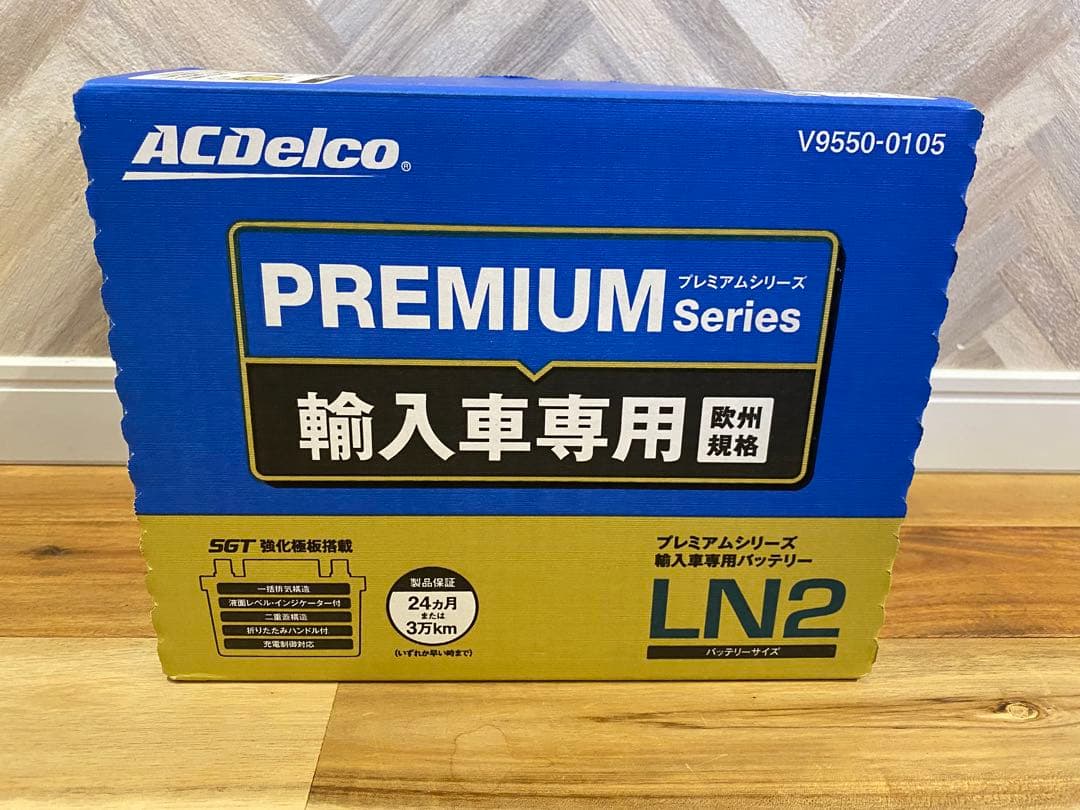 ACDelco®
V9550-0105
PREMIUM Series
プレミアムシリーズ
輸入車専用
欧州
規格
SGT 強化極板搭載
一括排気構造
液面レベル・インジケーター付
二重蓋構造
折りたたみハンドル付
充電制御対応
製品保証
24カ月
または
3万km
(いずれか早い時まで)
プレミアムシリーズ
輸入車専用バッテリー
LN2
バッテリーサイズ